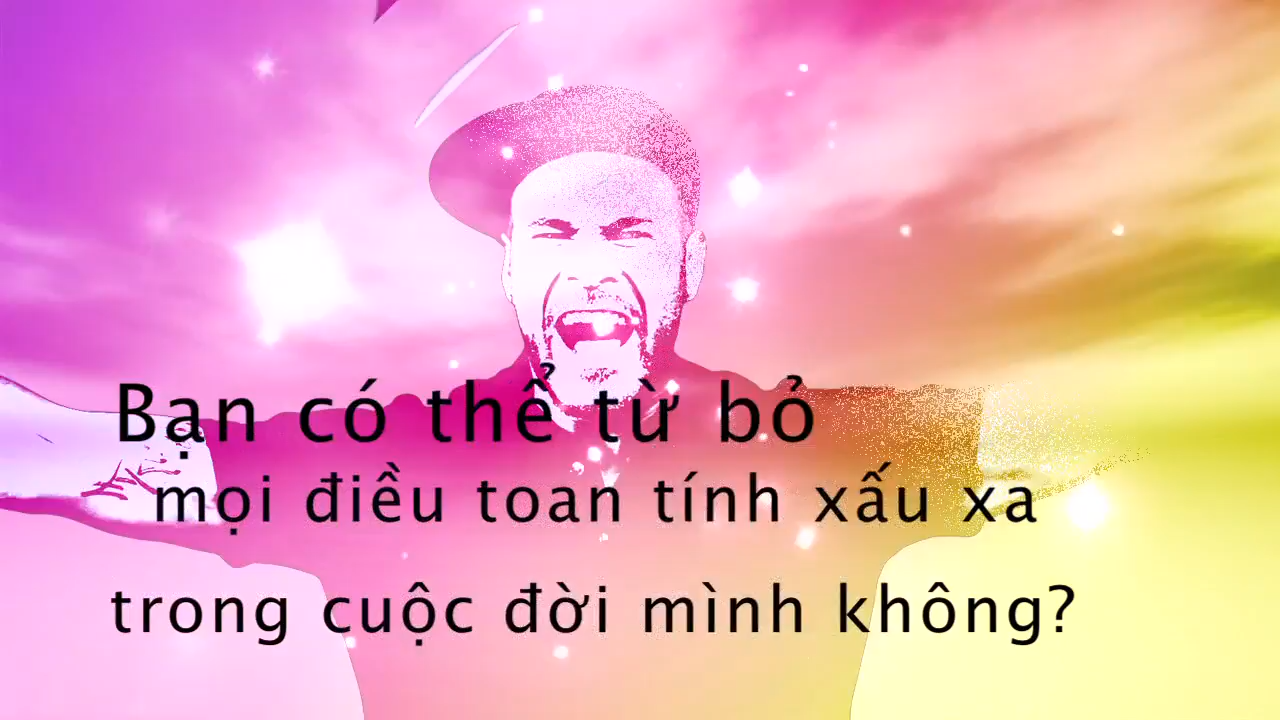 Bạn có thể từ bỏ
mọi điều toan tính xấu xa
trong cuộc đời mình không?